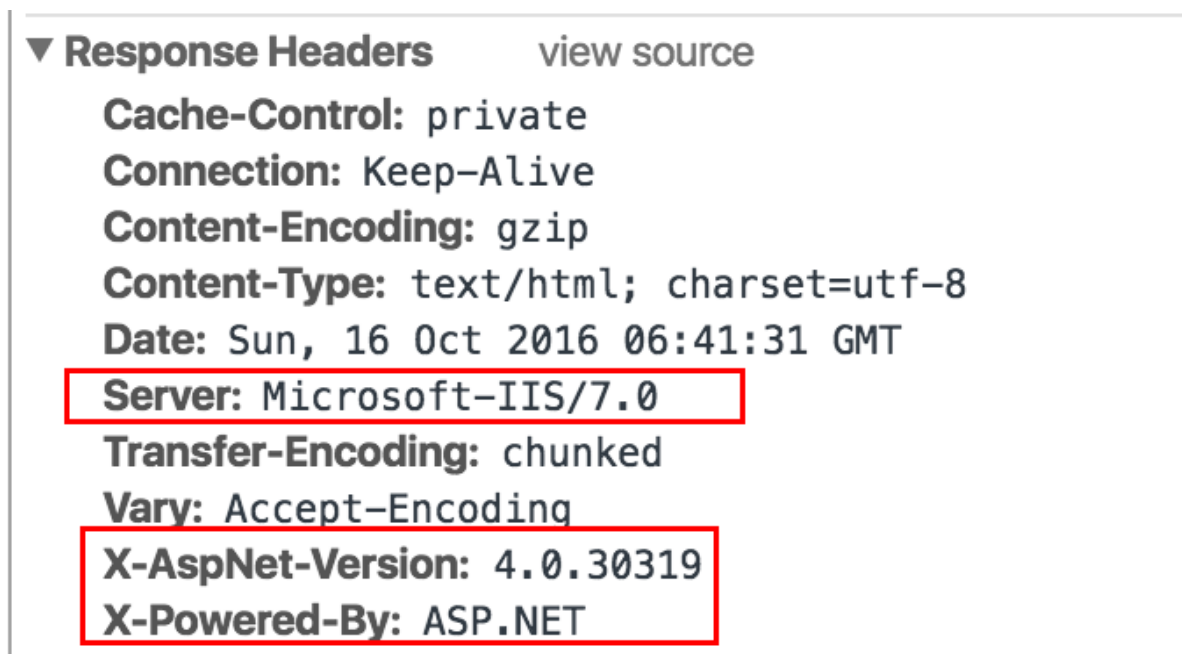 Response Headers view source
Cache-Control: private
Connection: Keep-Alive
Content-Encoding: gzip
Content-Type: text/html; charset=utf-8
Date: Sun, 16 Oct 2016 06:41:31 GMT
Server: Microsoft-IIS/7.0
Transfer-Encoding: chunked
Vary: Accept-Encoding
X-AspNet-Version: 4.0.30319
X-Powered-By: ASP.NET